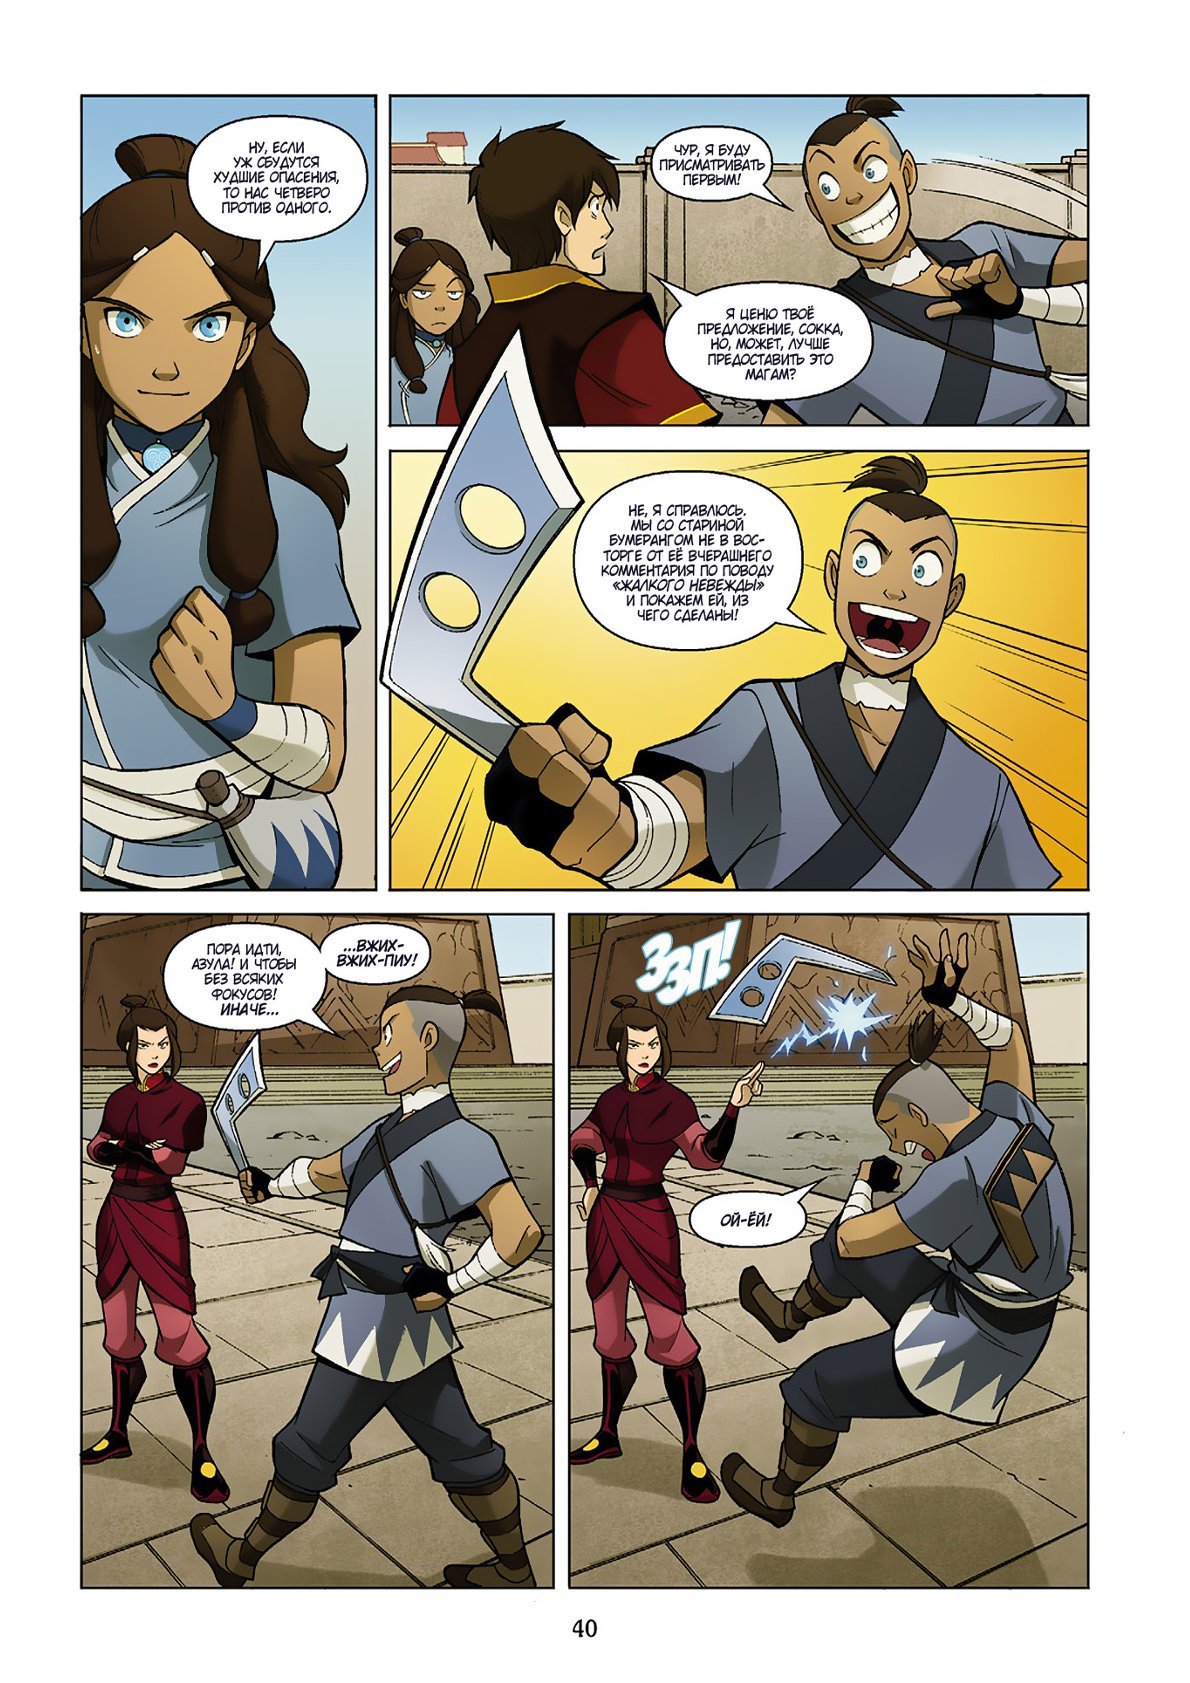 НУ, ЕСЛИ
УЖ СБУДУТСЯ
ХУДШИЕ ОПАСЕНИЯ,
ТО НАС ЧЕТВЕРО
ПРОТИВ ОДНОГО.
ЧУР, Я БУДУ
ПРИСМАТРИВАТЬ
ПЕРВЫМ!
Я ЦЕНЮ ТВОЁ
ПРЕДЛОЖЕНИЕ, СОККА,
НО, МОЖЕТ, ЛУЧШЕ
ПРЕДОСТАВИТЬ ЭТО
МАГАМ?
НЕ, Я СПРАВЛЮСЬ.
МЫ СО СТАРИНОЙ
БУМЕРАНГОМ НЕ В ВОС-
ТОРГЕ ОТ ЕЁ ВЧЕРАШНЕГО
КОММЕНТАРИЯ ПО ПОВОДУ
«ЖАЛКОГО НЕВЕЖДЫ»
И ПОКАЖЕМ ЕЙ, ИЗ
ЧЕГО СДЕЛАНЫ!
ПОРА ИДТИ,
АЗУЛА! И ЧТОБЫ
БЕЗ ВСЯКИХ
ФОКУСОВ!
ИНАЧЕ...
...ВЖИХ-
ВЖИХ-ПИУ!
ЗЗП!
ОЙ-ЁЙ!
40